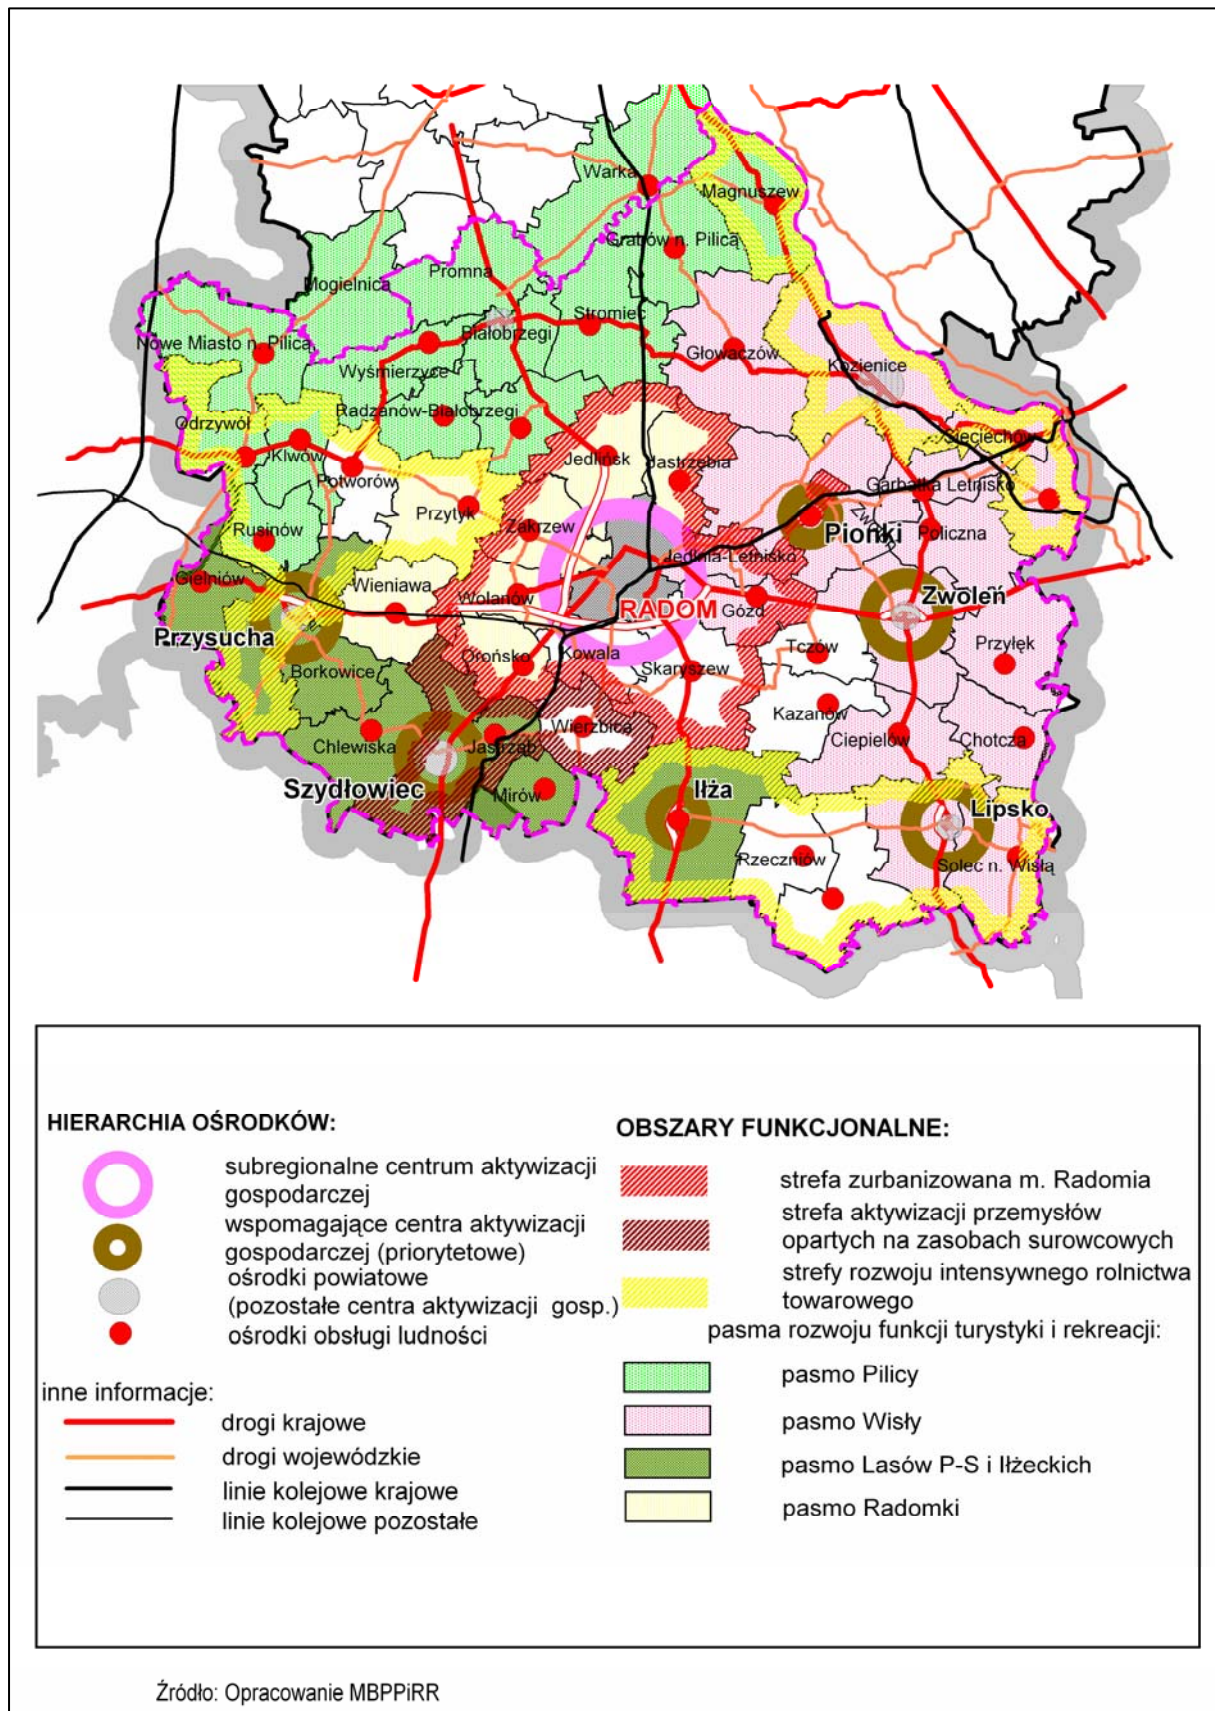 Warka
Magnuszew
Grabów n. Pilicą
Promna
Mogielnica
Stromiec
Białobrzegi
Nowe Miasto n. Pilicą
Głowaczów
Kozienice
Wyśmierzyce
Radzanów-Białobrzegi
Odrzywół
Sieciechów
Klwów
Jedlińsk
Jastrzębia
Potworów
Garbatka Letnisko
Przytyk
Zakrzew
Pionki
Policzna
Rusinów
Jedlnia-Letnisko
Gielniów
Wieniawa
Wolanów
RADOM
Gózd
Zwoleń
Przysucha
Orońsko
Kowala
Skaryszew
Tczów
Przyłęk
Borkowice
Kazanów
Chlewiska
Jastrząb
Wierzbica
Ciepielów
Chotcza
Szydłowiec
Mirów
Iłża
Lipsko
Rzeczniów
Solec n. Wisłą
HIERARCHIA OŚRODKÓW:
subregionalne centrum aktywizacji
gospodarczej
wspomagające centra aktywizacji
gospodarczej (priorytetowe)
ośrodki powiatowe
(pozostałe centra aktywizacji gosp.)
ośrodki obsługi ludności
inne informacje:
drogi krajowe
drogi wojewódzkie
linie kolejowe krajowe
linie kolejowe pozostałe
OBSZARY FUNKCJONALNE:
strefa zurbanizowana m. Radomia
strefa aktywizacji przemysłów
opartych na zasobach surowcowych
strefy rozwoju intensywnego rolnictwa
towarowego
pasma rozwoju funkcji turystyki i rekreacji:
pasmo Pilicy
pasmo Wisły
pasmo Lasów P-S i Iłżeckich
pasmo Radomki
Źródło: Opracowanie MBPPiRR